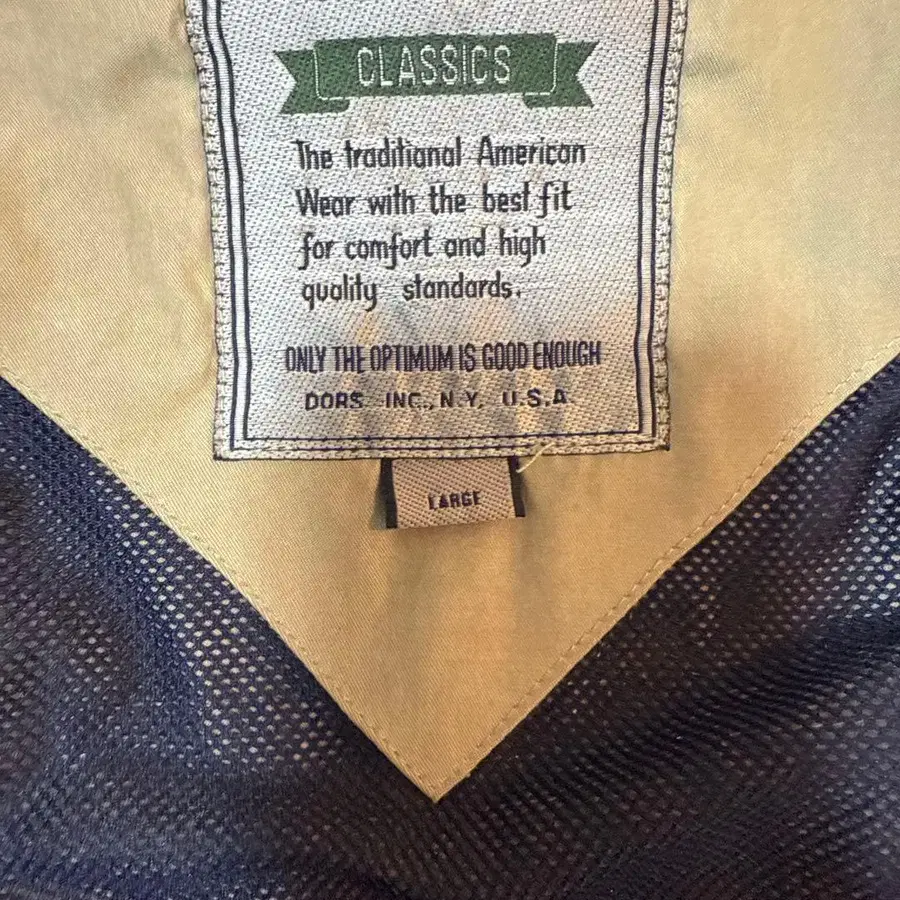 CLASSICS
The traditional American
Wear with the best fit
for comfort and high
quality standards.
ONLY THE OPTIMUM IS GOOD ENOUGH
DORS INC., N.Y, U.S.A
LARGE